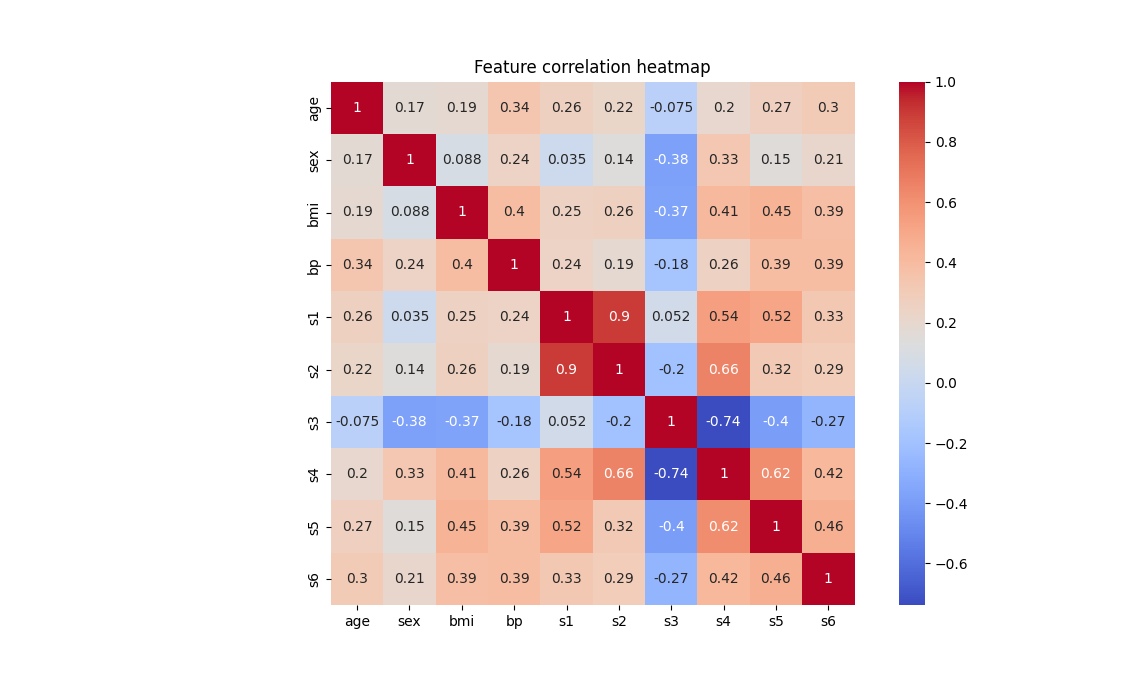 Feature correlation heatmap
age 1 0.17 0.19 0.34 0.26 0.22 -0.075 0.2 0.27 0.3
sex 0.17 1 0.088 0.24 0.035 0.14 -0.38 0.33 0.15 0.21
bmi 0.19 0.088 1 0.4 0.25 0.26 -0.37 0.41 0.45 0.39
bp 0.34 0.24 0.4 1 0.24 0.19 -0.18 0.26 0.39 0.39
s1 0.26 0.035 0.25 0.24 1 0.9 0.052 0.54 0.52 0.33
s2 0.22 0.14 0.26 0.19 0.9 1 -0.2 0.66 0.32 0.29
s3 -0.075 -0.38 -0.37 -0.18 0.052 -0.2 1 -0.74 -0.4 -0.27
s4 0.2 0.33 0.41 0.26 0.54 0.66 -0.74 1 0.62 0.42
s5 0.27 0.15 0.45 0.39 0.52 0.32 -0.4 0.62 1 0.46
s6 0.3 0.21 0.39 0.39 0.33 0.29 -0.27 0.42 0.46 1
age sex bmi bp s1 s2 s3 s4 s5 s6
1.0
0.8
0.6
0.4
0.2
0.0
−0.2
−0.4
−0.6